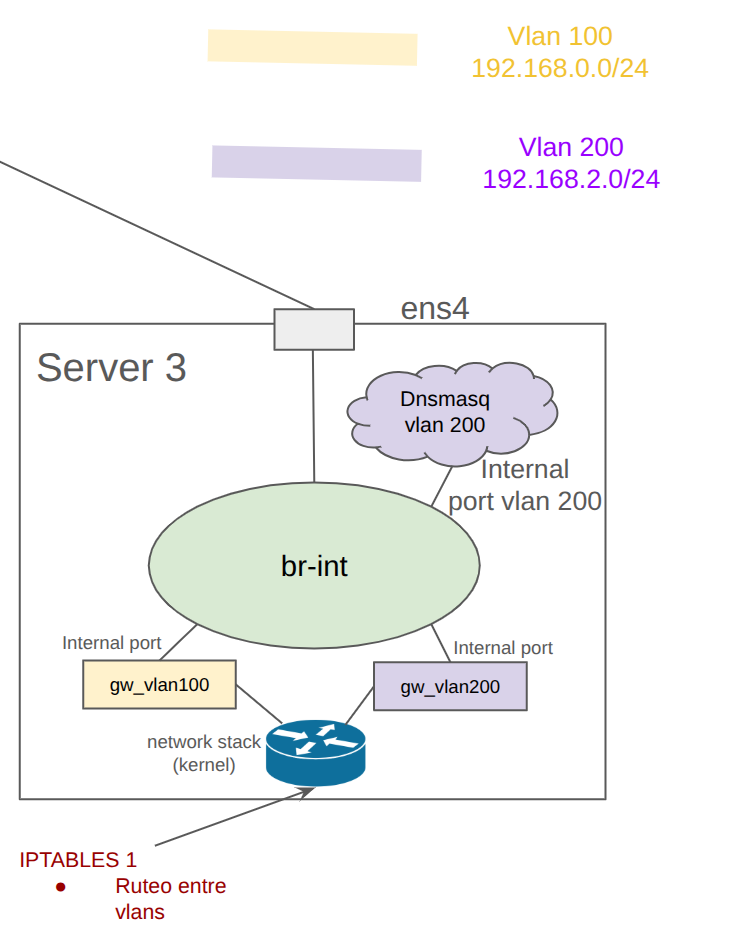 Vlan 100
192.168.0.0/24
Vlan 200
192.168.2.0/24
ens4
Server 3
Dnsmasq
vlan 200
Internal
port vlan 200
br-int
Internal port
Internal port
gw_vlan100
gw_vlan200
network stack
(kernel)
IPTABLES 1
● Ruteo entre
vlans